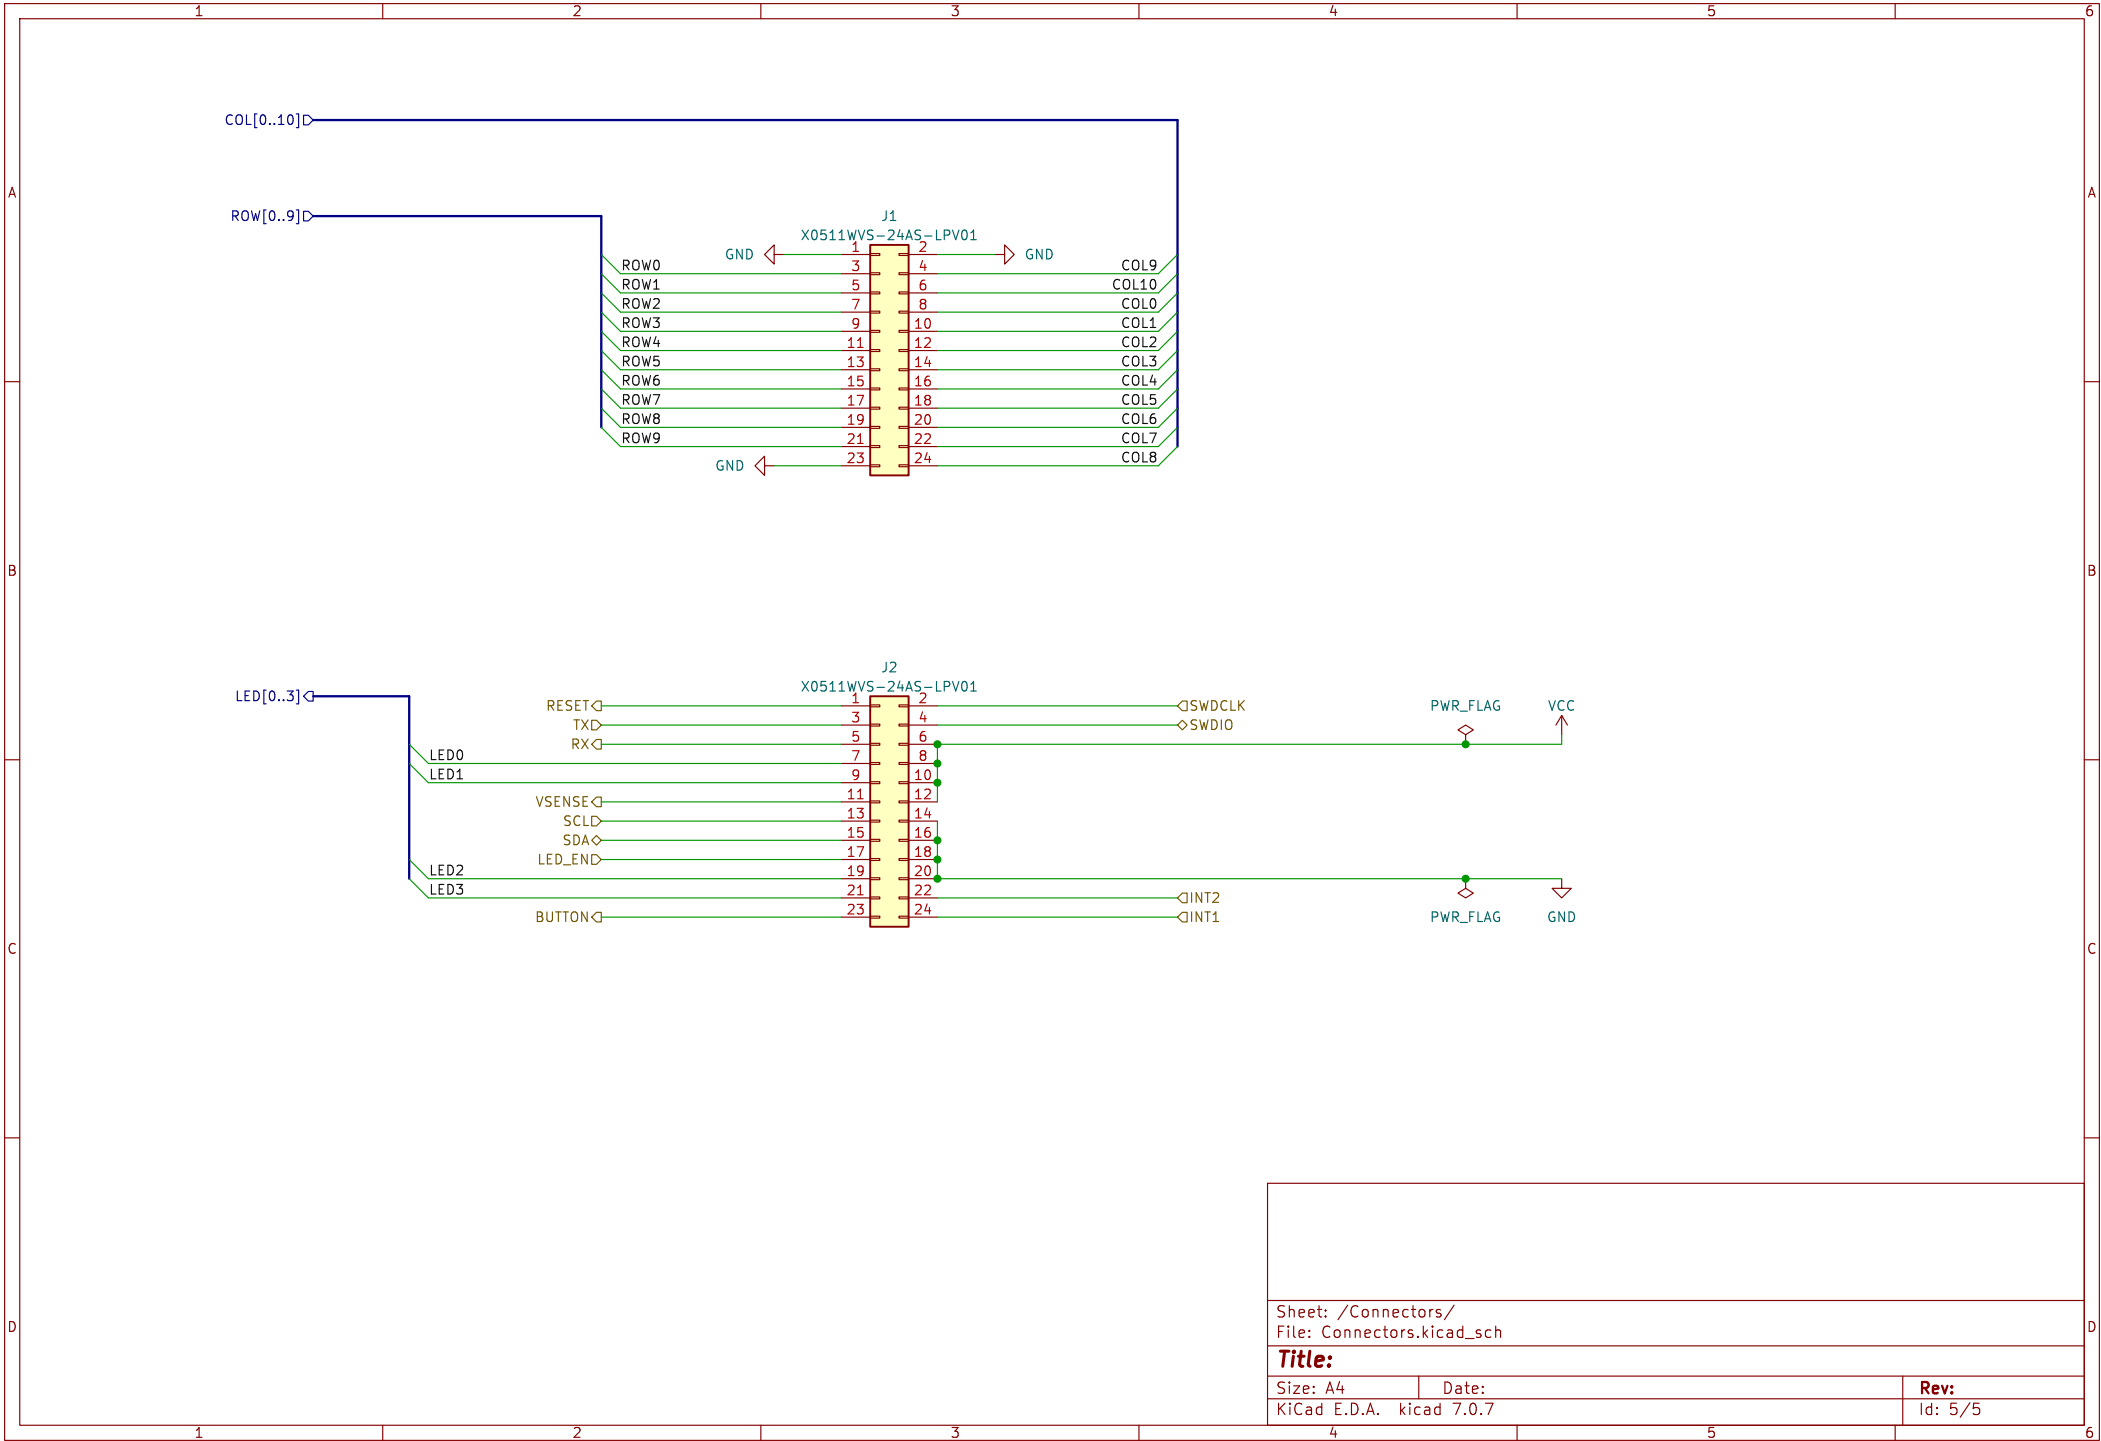 1 2 3 4 5 6
COL[0..10]
A A
ROW[0..9]
J1
X0511WVS-24AS-LPV01
GND 1 2 GND
ROW0 3 4 COL9
ROW1 5 6 COL10
ROW2 7 8 COL0
ROW3 9 10 COL1
ROW4 11 12 COL2
ROW5 13 14 COL3
ROW6 15 16 COL4
ROW7 17 18 COL5
ROW8 19 20 COL6
ROW9 21 22 COL7
GND 23 24 COL8
B B
J2
X0511WVS-24AS-LPV01
LED[0..3]
RESET 1 2 SWDCLK PWR_FLAG VCC
TX 3 4 SWDIO
RX 5 6
LED0 7 8
LED1 9 10
VSENSE 11 12
SCL 13 14
SDA 15 16
LED_EN 17 18
LED2 19 20
LED3 21 22 INT2
BUTTON 23 24 INT1 PWR_FLAG GND
C C
Sheet: /Connectors/
File: Connectors.kicad_sch
D D
Title:
Size: A4 Date: Rev:
KiCad E.D.A. kicad 7.0.7 Id: 5/5
1 2 3 4 5 6